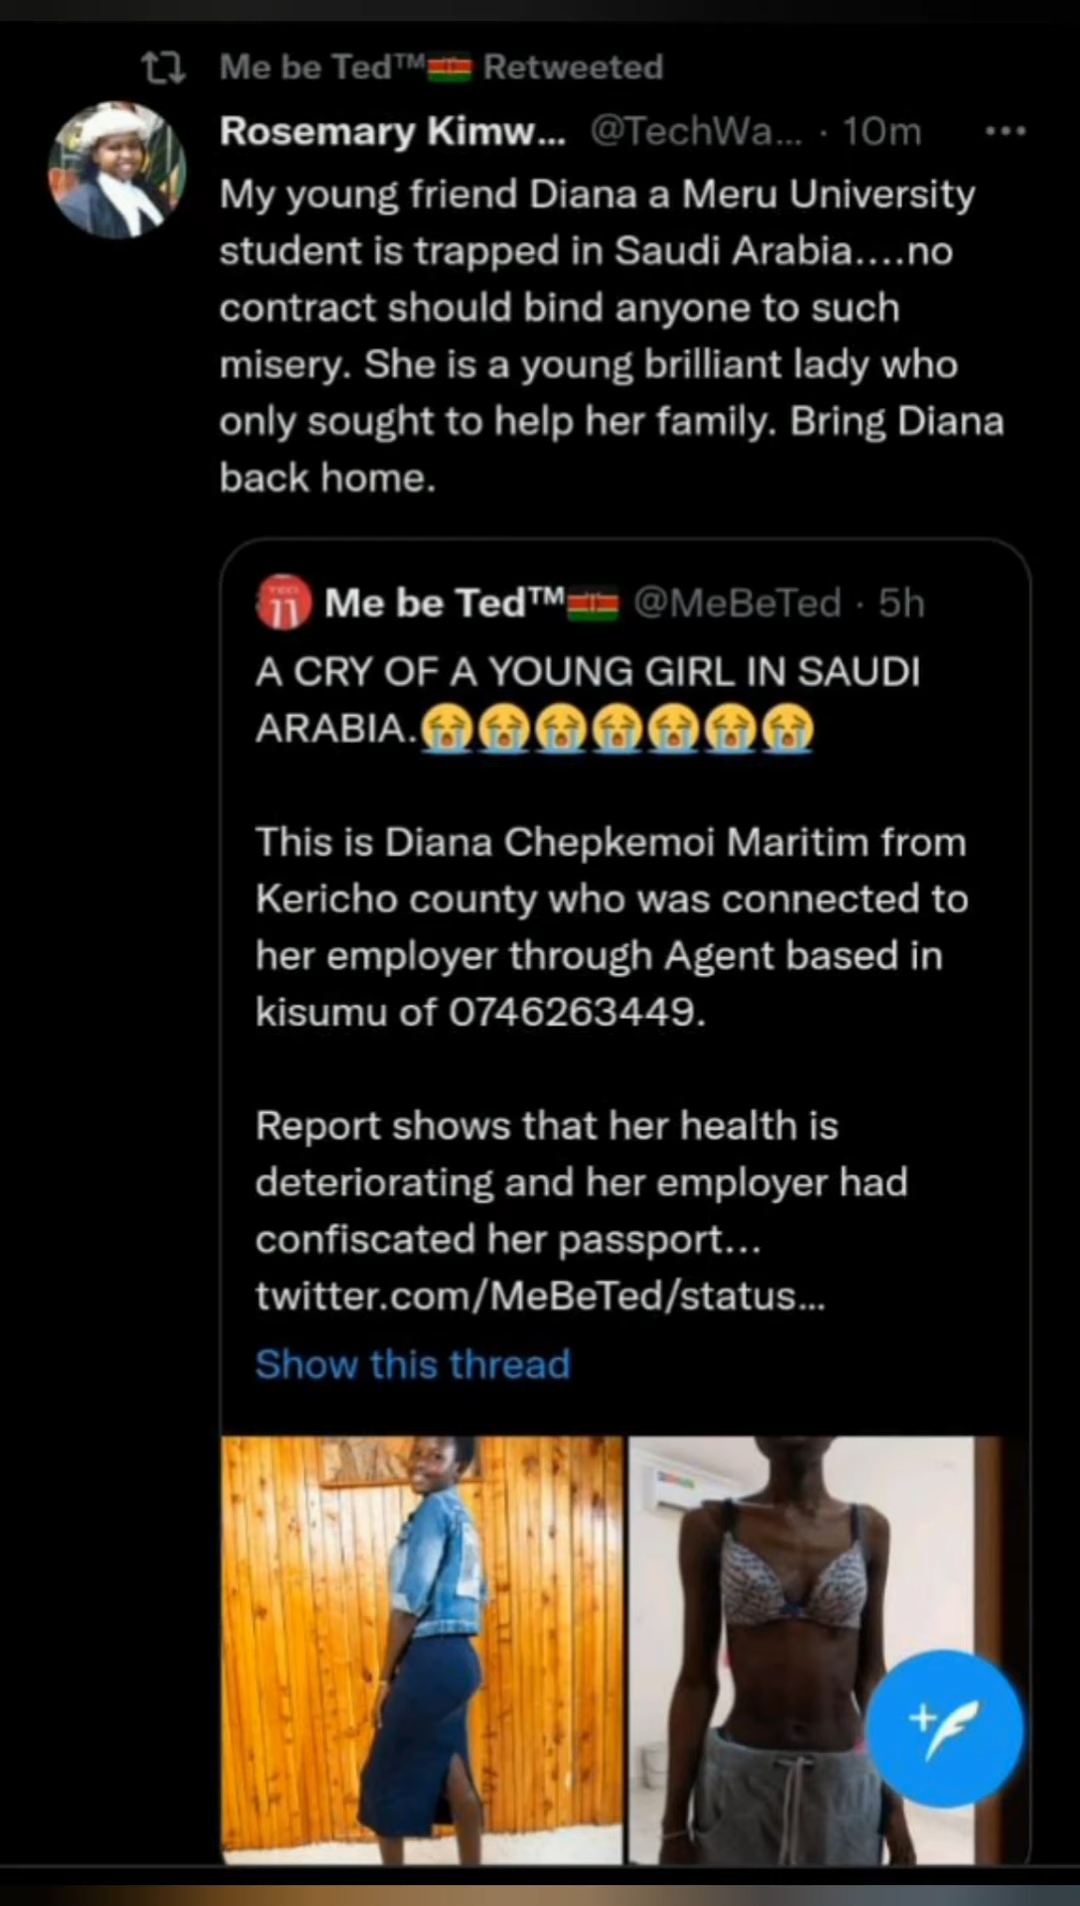 Me be Ted™🇰🇪 Retweeted
Rosemary Kimw... @TechWa... · 10m
My young friend Diana a Meru University
student is trapped in Saudi Arabia....no
contract should bind anyone to such
misery. She is a young brilliant lady who
only sought to help her family. Bring Diana
back home.
Me be Ted™🇰🇪 @MeBeTed · 5h
A CRY OF A YOUNG GIRL IN SAUDI
ARABIA.😭😭😭😭😭😭😭
This is Diana Chepkemoi Maritim from
Kericho county who was connected to
her employer through Agent based in
kisumu of 0746263449.
Report shows that her health is
deteriorating and her employer had
confiscated her passport...
twitter.com/MeBeTed/status...
Show this thread